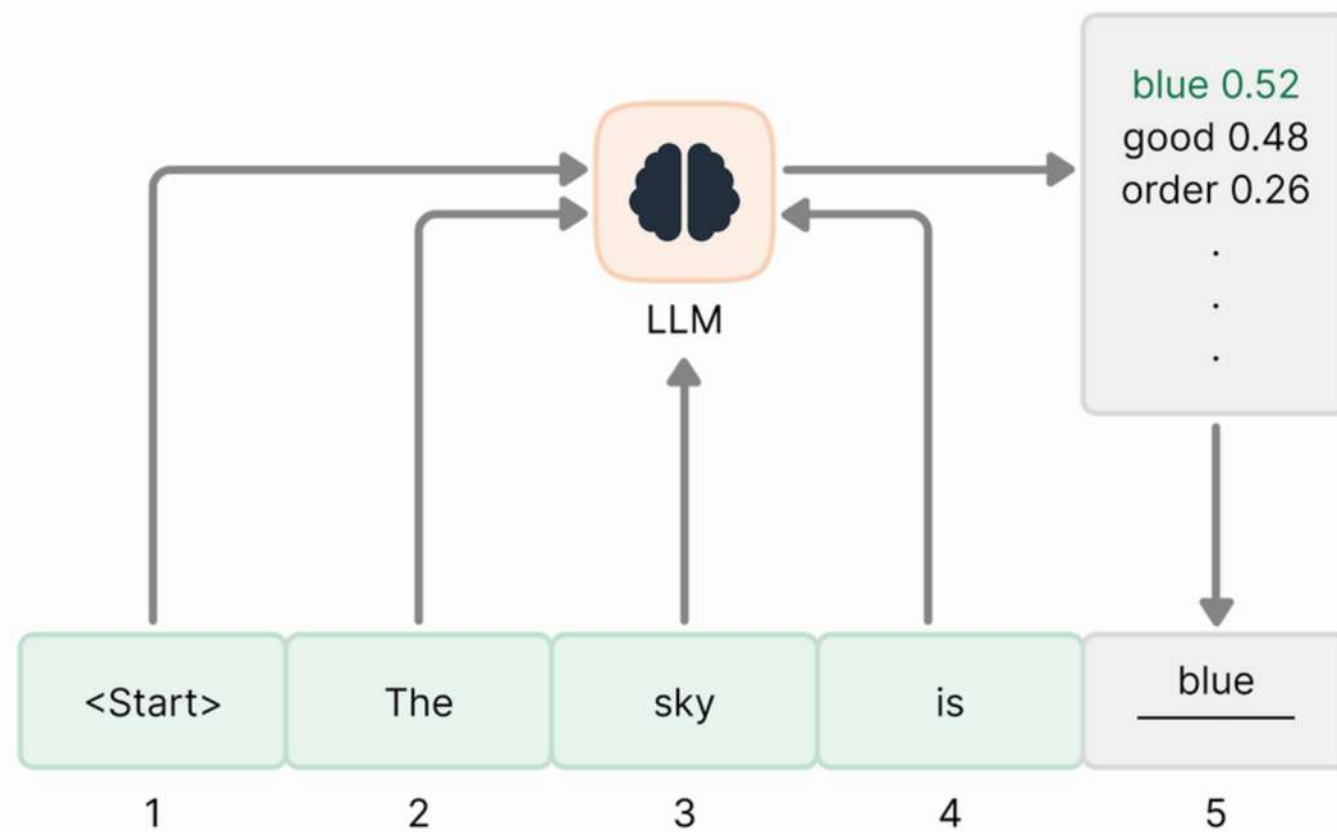 blue 0.52
good 0.48
order 0.26
.
.
.
LLM
<Start> The sky is blue
1 2 3 4 5